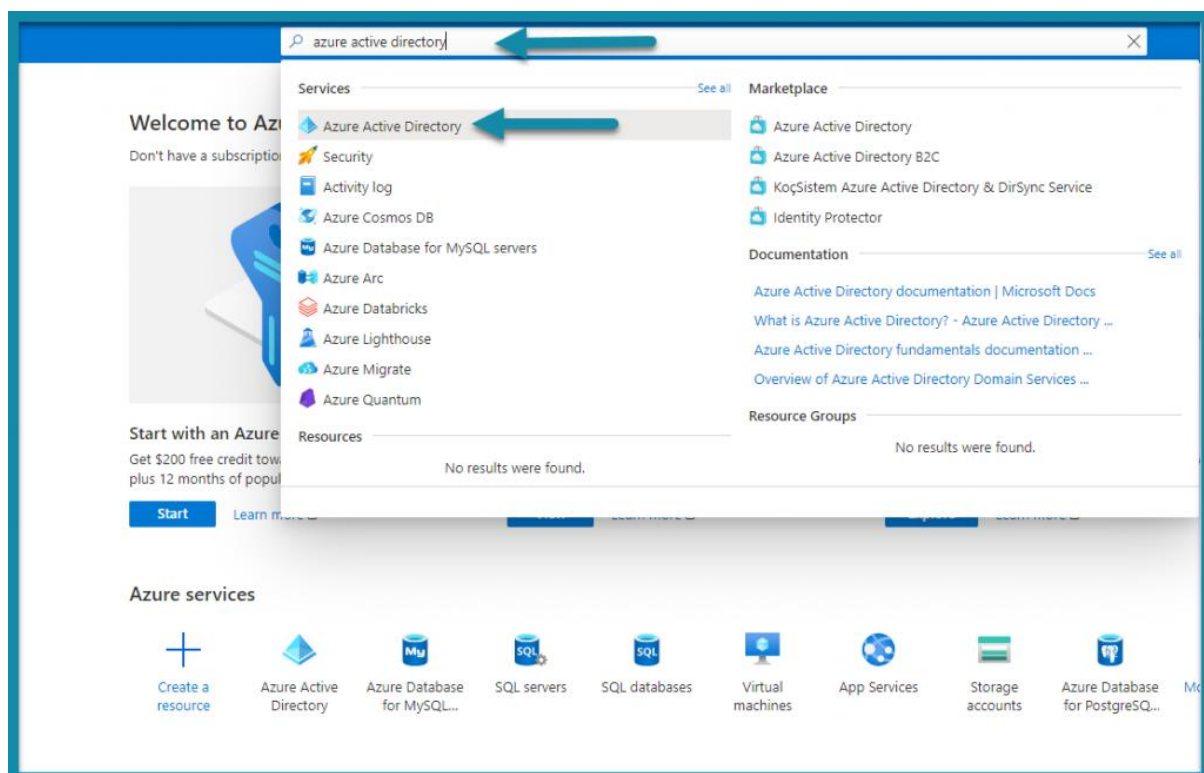 azure active directory
Services
See all
Azure Active Directory
Security
Activity log
Azure Cosmos DB
Azure Database for MySQL servers
Azure Arc
Azure Databricks
Azure Lighthouse
Azure Migrate
Azure Quantum
Resources
No results were found.
Marketplace
Azure Active Directory
Azure Active Directory B2C
KoçSistem Azure Active Directory & DirSync Service
Identity Protector
Documentation
See all
Azure Active Directory documentation | Microsoft Docs
What is Azure Active Directory? - Azure Active Directory ...
Azure Active Directory fundamentals documentation ...
Overview of Azure Active Directory Domain Services ...
Resource Groups
No results were found.
Welcome to
Don't have a
Start with an Azure
Get $200 free credit
plus 12 months of
Start
Learn more
Azure services
Create a
resource
Azure Active
Directory
My
Azure Database
for MySQL...
SQL
SQL servers
SQL
SQL databases
Virtual
machines
App Services
Storage
accounts
Azure Database
for PostgreSQ...